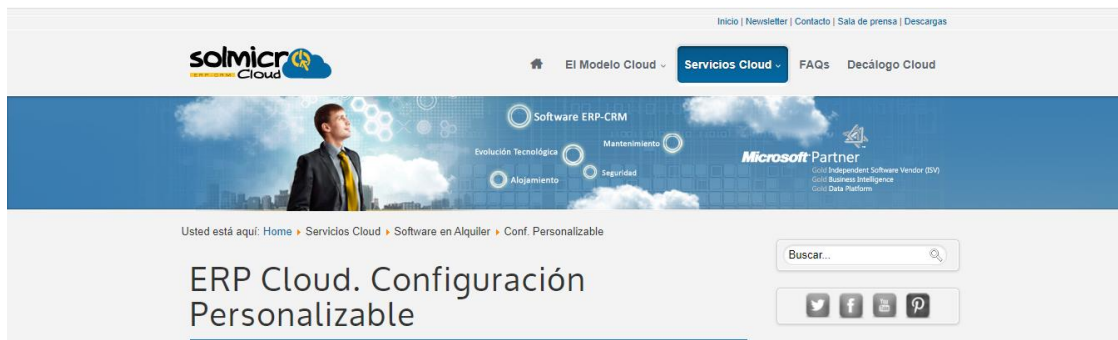 Inicio | Newsletter | Contacto | Sala de prensa | Descargas
solmicro
ERP-CRM
Cloud
El Modelo Cloud
Servicios Cloud
FAQs
Decálogo Cloud
Software ERP-CRM
Mantenimiento
Evolución Tecnológica
Seguridad
Alojamiento
Microsoft Partner
Gold Independent Software Vendor (ISV)
Gold Business Intelligence
Gold Data Platform
Usted está aquí: Home Servicios Cloud Software en Alquiler Conf. Personalizable
Buscar...
ERP Cloud. Configuración
Personalizable
You
Tube